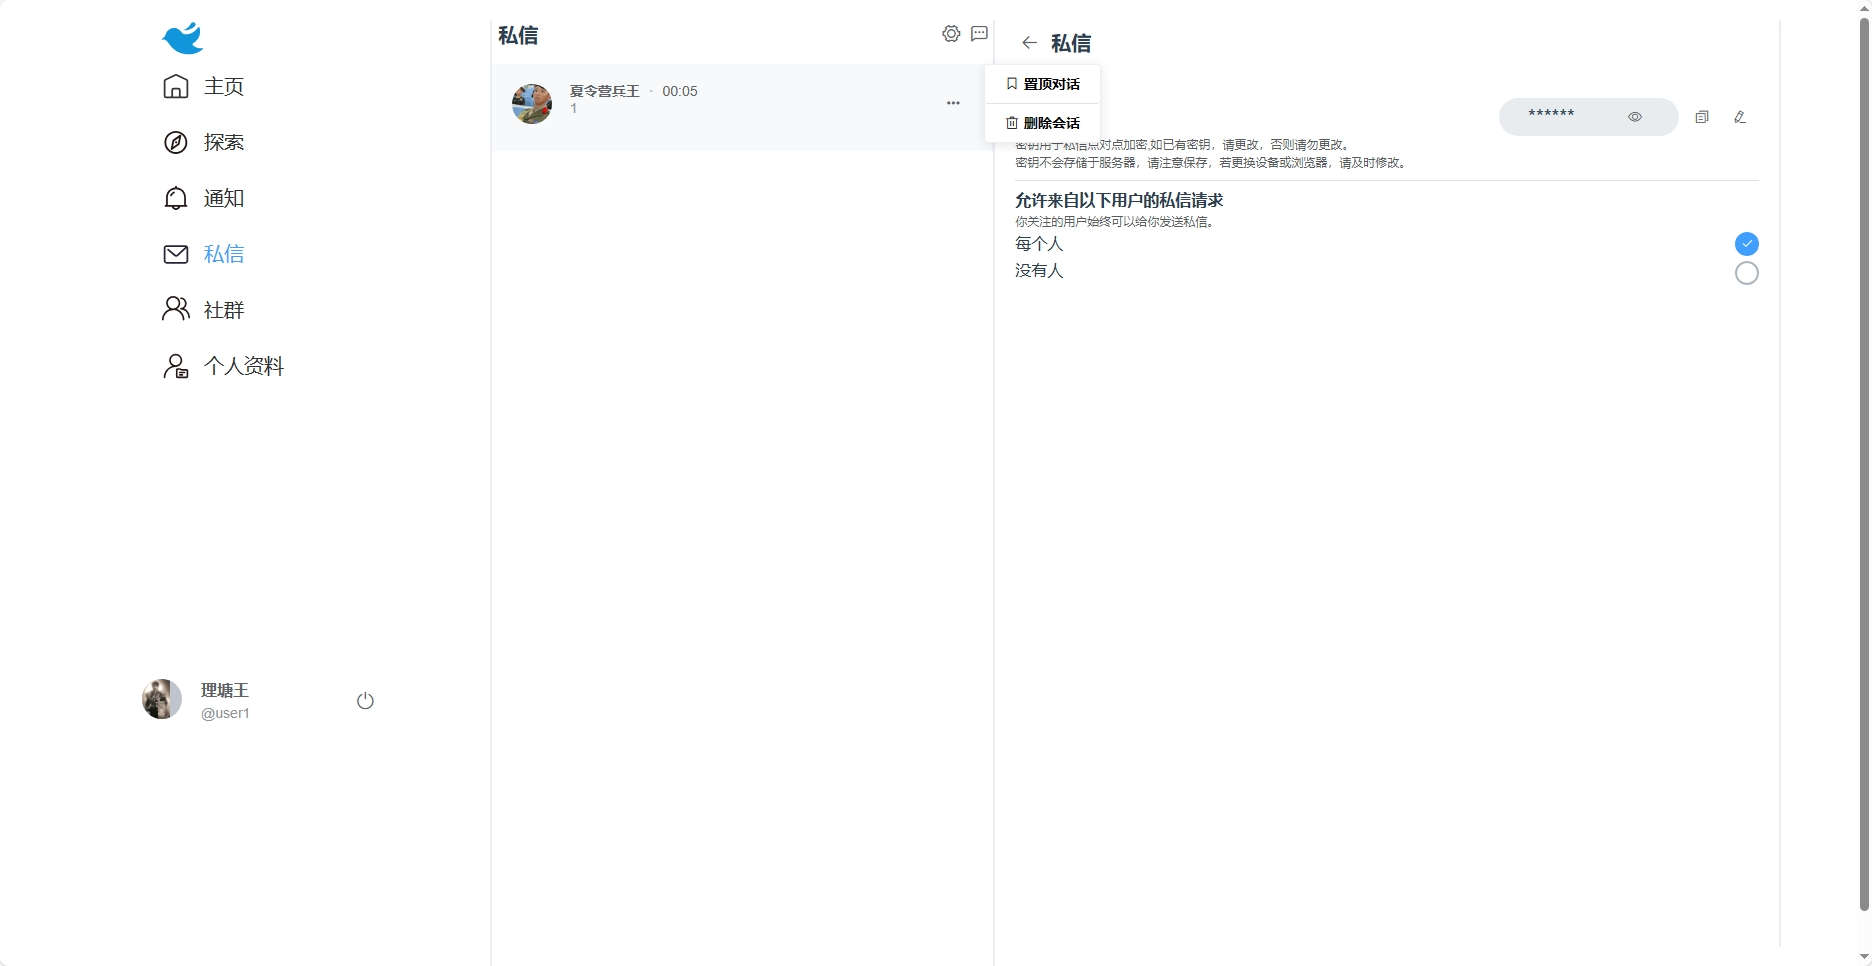 主页
探索
通知
私信
社群
个人资料
理塘王
@user1
私信
夏令营兵王 · 00:05
1
私信
置顶对话
删除会话
******
密钥用于私信点对点加密,如已有密钥，请更改，否则请勿更改。
密钥不会存储于服务器，请注意保存，若更换设备或浏览器，请及时修改。
允许来自以下用户的私信请求
你关注的用户始终可以给你发送私信。
每个人
没有人